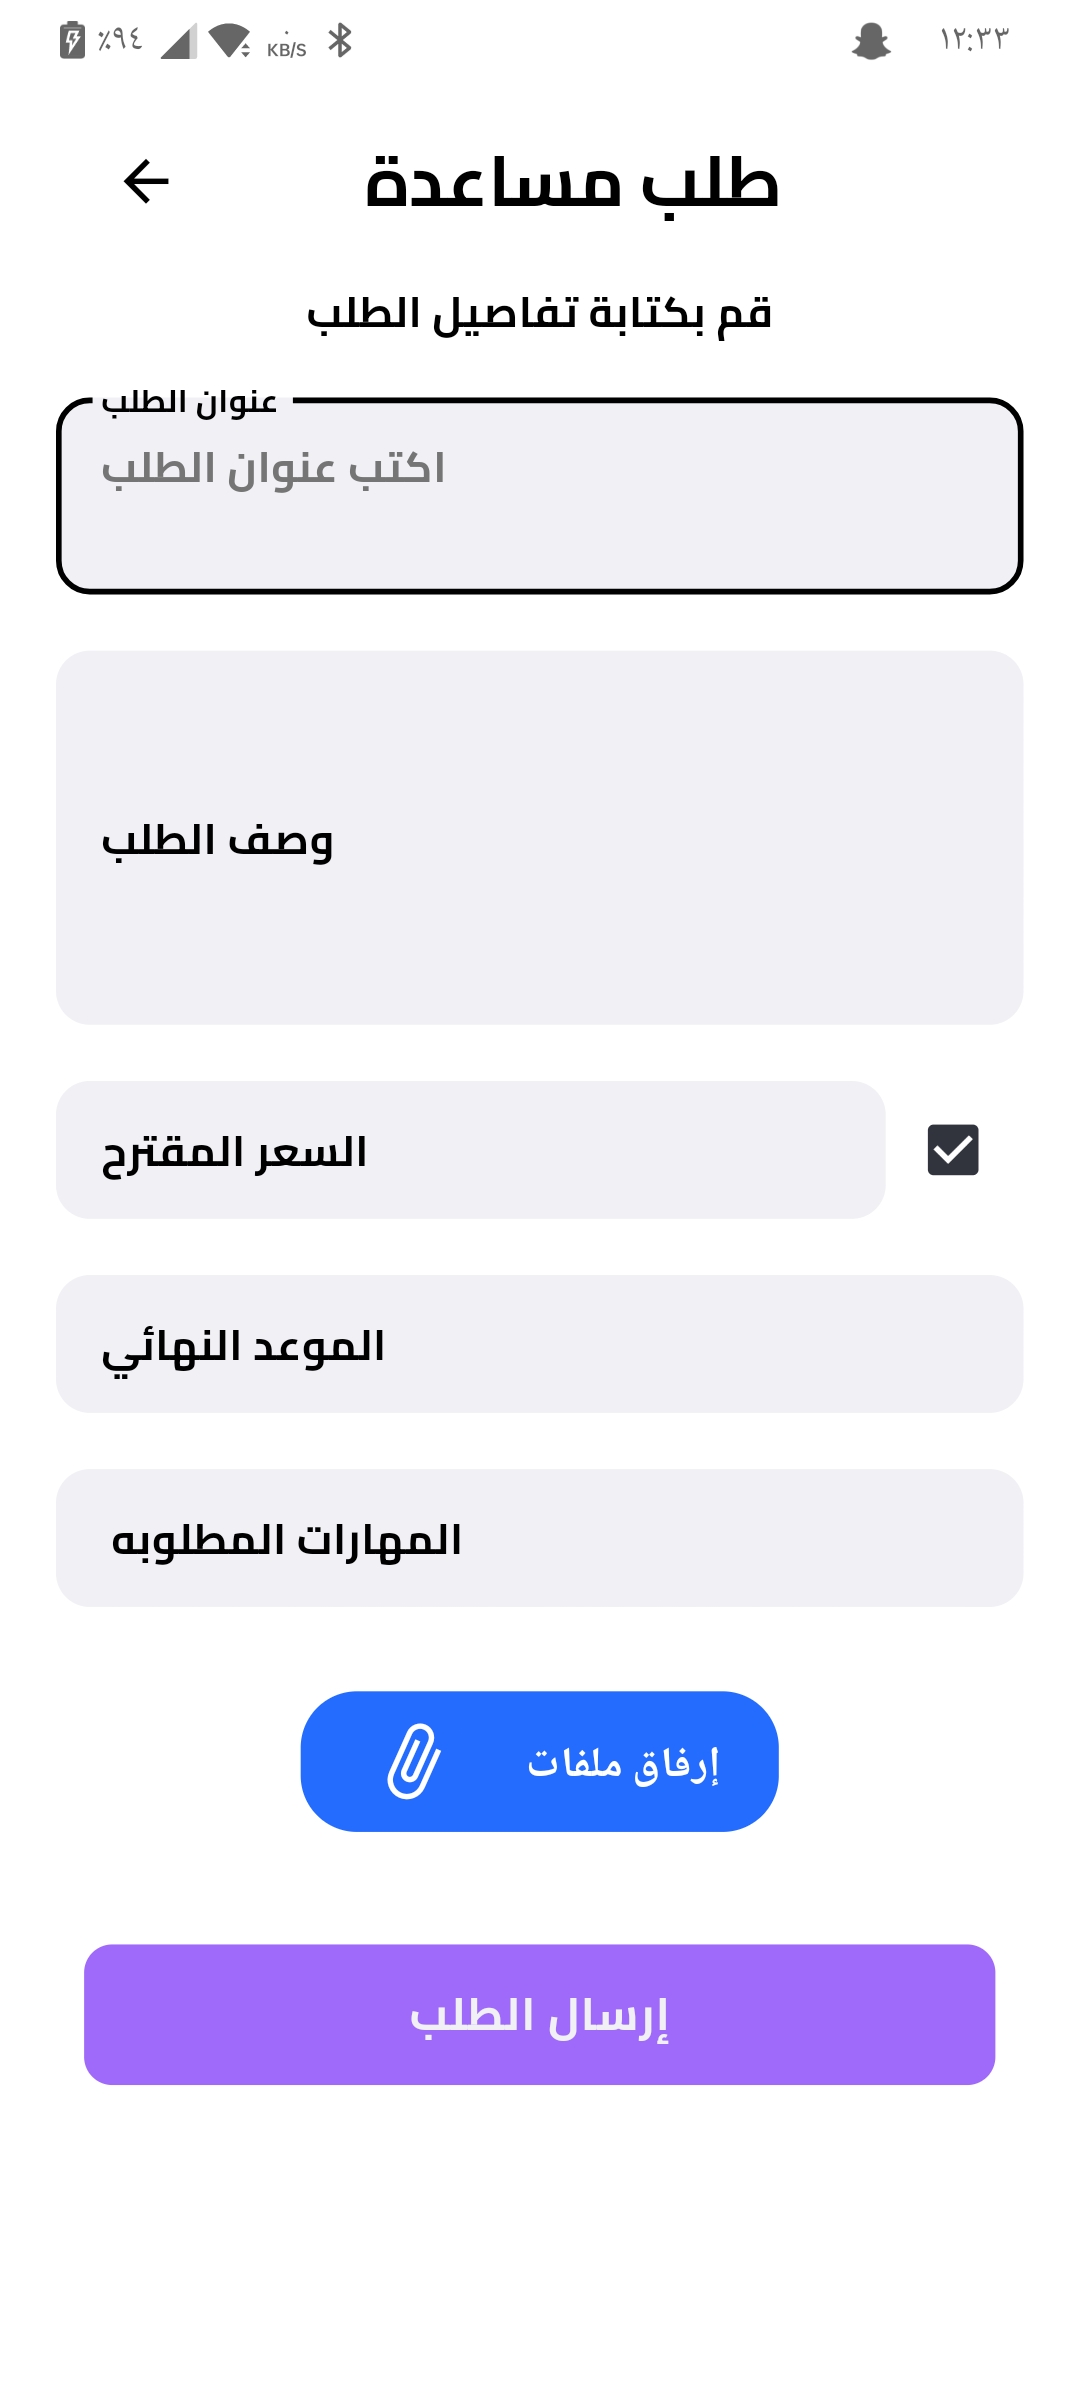 ١٢:٣٣ ٠ KB/S ٪٩٤
طلب مساعدة
قم بكتابة تفاصيل الطلب
عنوان الطلب
اكتب عنوان الطلب
وصف الطلب
السعر المقترح
الموعد النهائي
المهارات المطلوبه
إرفاق ملفات
إرسال الطلب